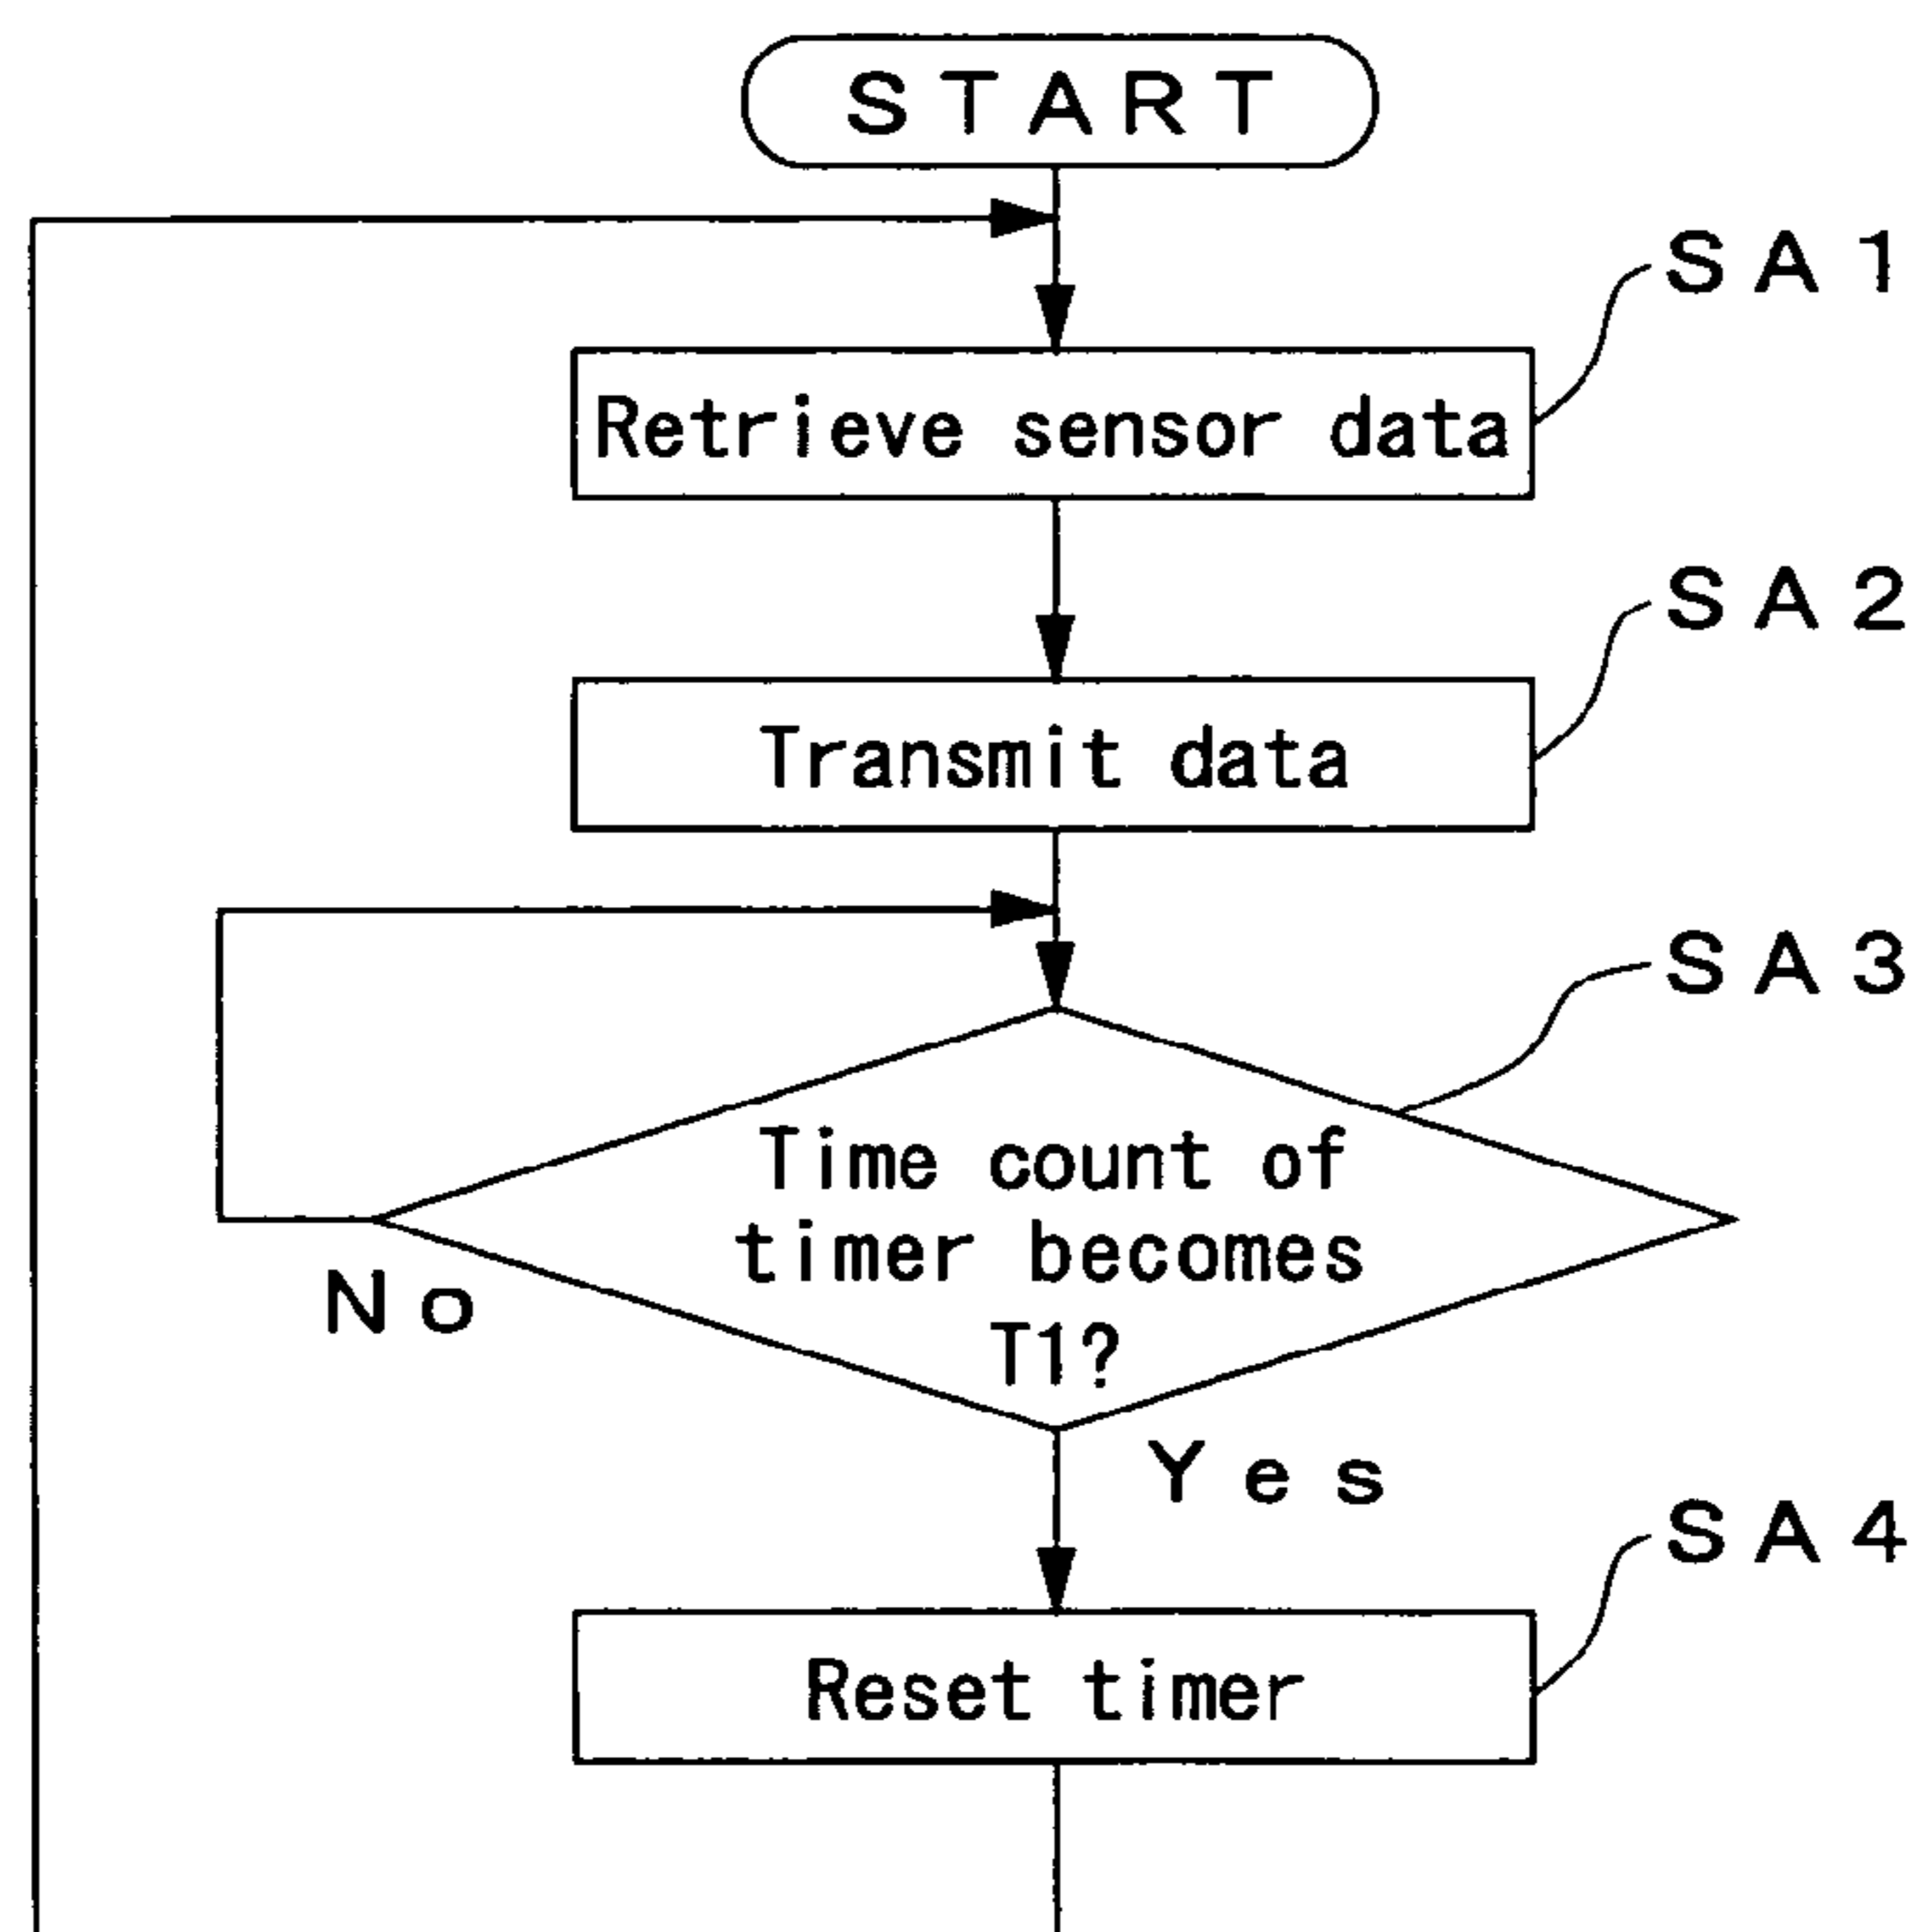 START
SA1
Retrieve sensor data
SA2
Transmit data
SA3
Time count of
timer becomes
T1?
No
Yes
SA4
Reset timer